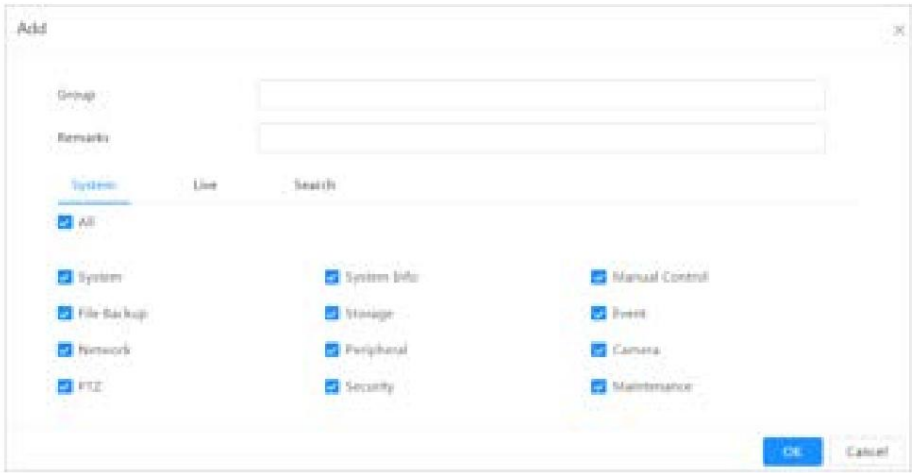 Add
Group
Remarks
System Live Search
All
System System Info Manual Control
File Backup Storage Event
Network Peripheral Camera
PTZ Security Maintenance
OK Cancel